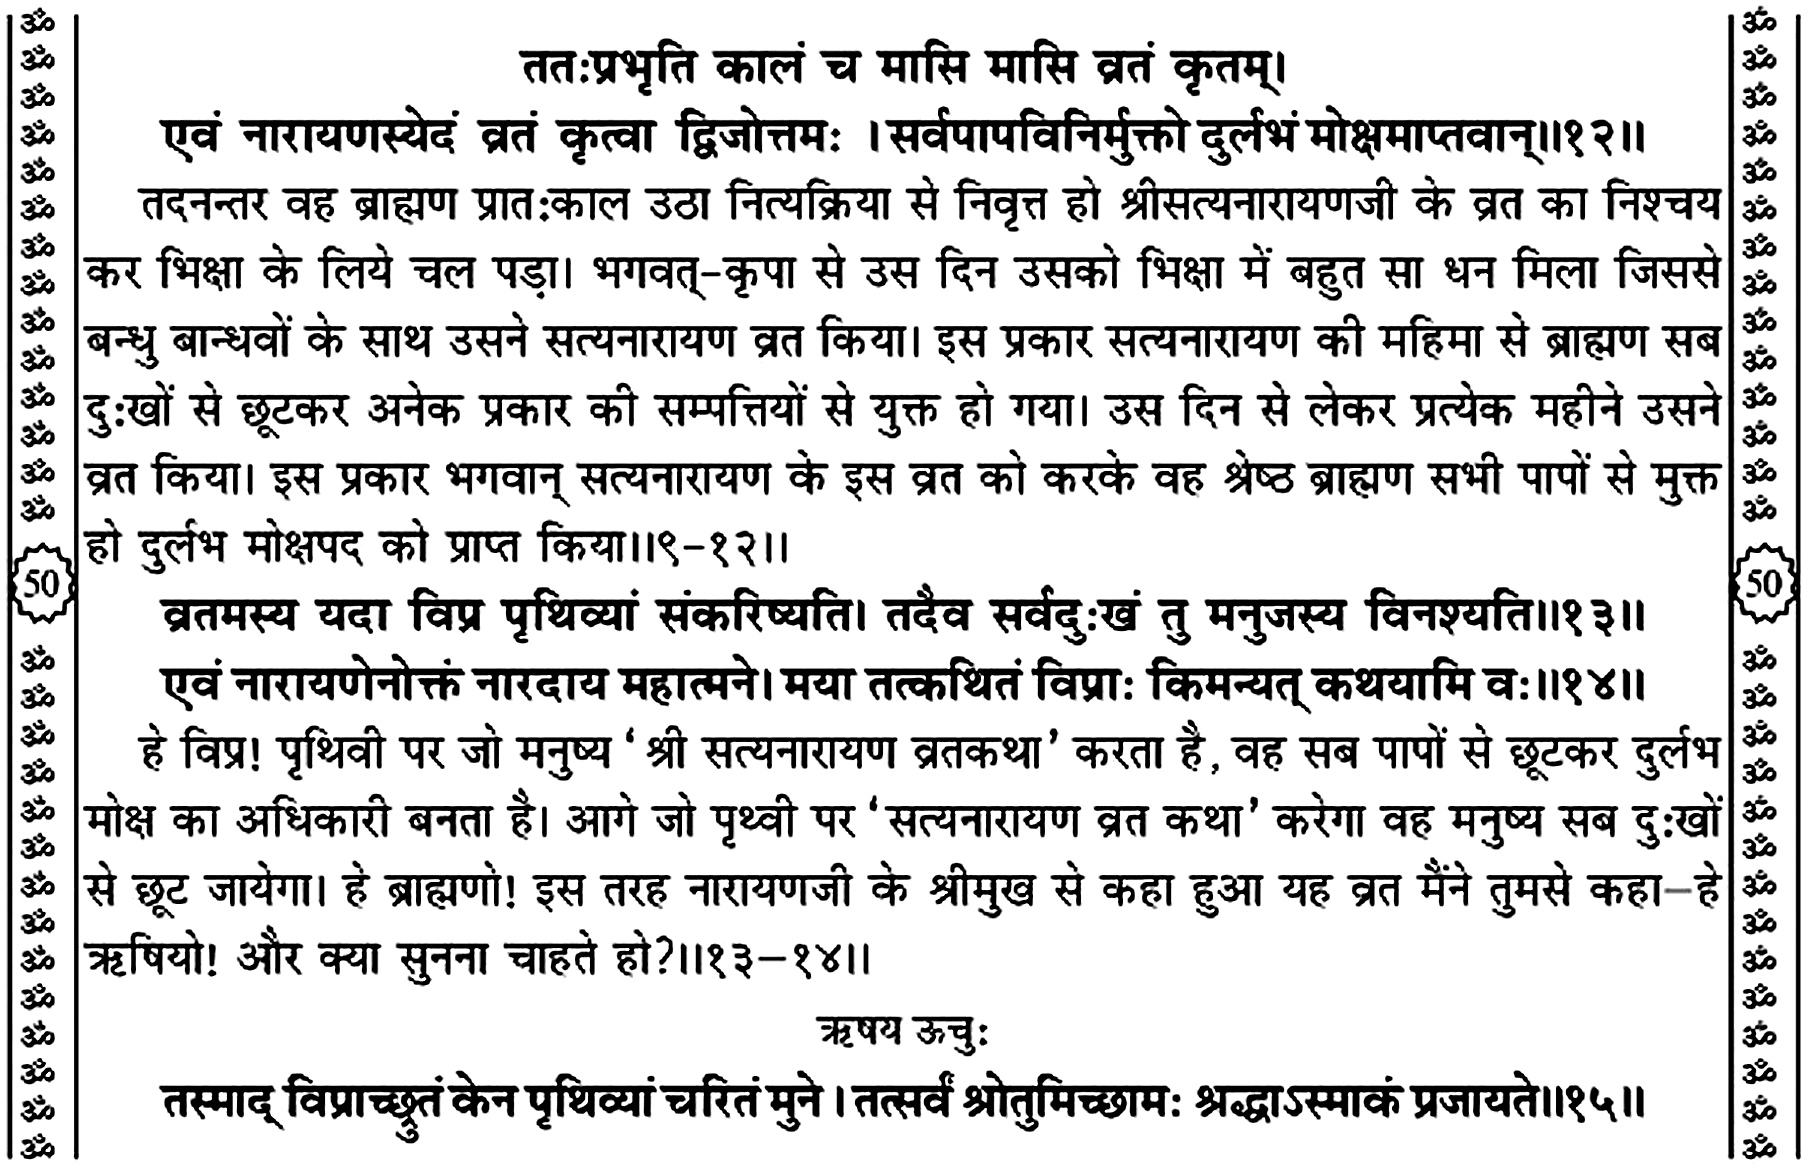 ततःप्रभृति कालं च मासि मासि व्रतं कृतम्।
एवं नारायणस्येदं व्रतं कृत्वा द्विजोत्तमः । सर्वपापविनिर्मुक्तो दुर्लभं मोक्षमाप्तवान्॥१२॥
तदनन्तर वह ब्राह्मण प्रातःकाल उठा नित्यक्रिया से निवृत्त हो श्रीसत्यनारायणजी के व्रत का निश्चय
कर भिक्षा के लिये चल पड़ा। भगवत्-कृपा से उस दिन उसको भिक्षा में बहुत सा धन मिला जिससे
बन्धु बान्धवों के साथ उसने सत्यनारायण व्रत किया। इस प्रकार सत्यनारायण की महिमा से ब्राह्मण सब
दुःखों से छूटकर अनेक प्रकार की सम्पत्तियों से युक्त हो गया। उस दिन से लेकर प्रत्येक महीने उसने
व्रत किया। इस प्रकार भगवान् सत्यनारायण के इस व्रत को करके वह श्रेष्ठ ब्राह्मण सभी पापों से मुक्त
हो दुर्लभ मोक्षपद को प्राप्त किया॥९-१२॥
50
50
व्रतमस्य यदा विप्र पृथिव्यां संकरिष्यति। तदैव सर्वदुःखं तु मनुजस्य विनश्यति॥१३॥
एवं नारायणेनोक्तं नारदाय महात्मने। मया तत्कथितं विप्राः किमन्यत् कथयामि वः॥१४॥
हे विप्र! पृथिवी पर जो मनुष्य ‘श्री सत्यनारायण व्रतकथा’ करता है, वह सब पापों से छूटकर दुर्लभ
मोक्ष का अधिकारी बनता है। आगे जो पृथ्वी पर ‘सत्यनारायण व्रत कथा’ करेगा वह मनुष्य सब दुःखों
से छूट जायेगा। हे ब्राह्मणो! इस तरह नारायणजी के श्रीमुख से कहा हुआ यह व्रत मैंने तुमसे कहा—हे
ऋषियो! और क्या सुनना चाहते हो?॥१३-१४॥
ऋषय ऊचुः
तस्माद् विप्राच्छ्रुतं केन पृथिव्यां चरितं मुने। तत्सर्वं श्रोतुमिच्छामः श्रद्धाऽस्माकं प्रजायते॥१५॥